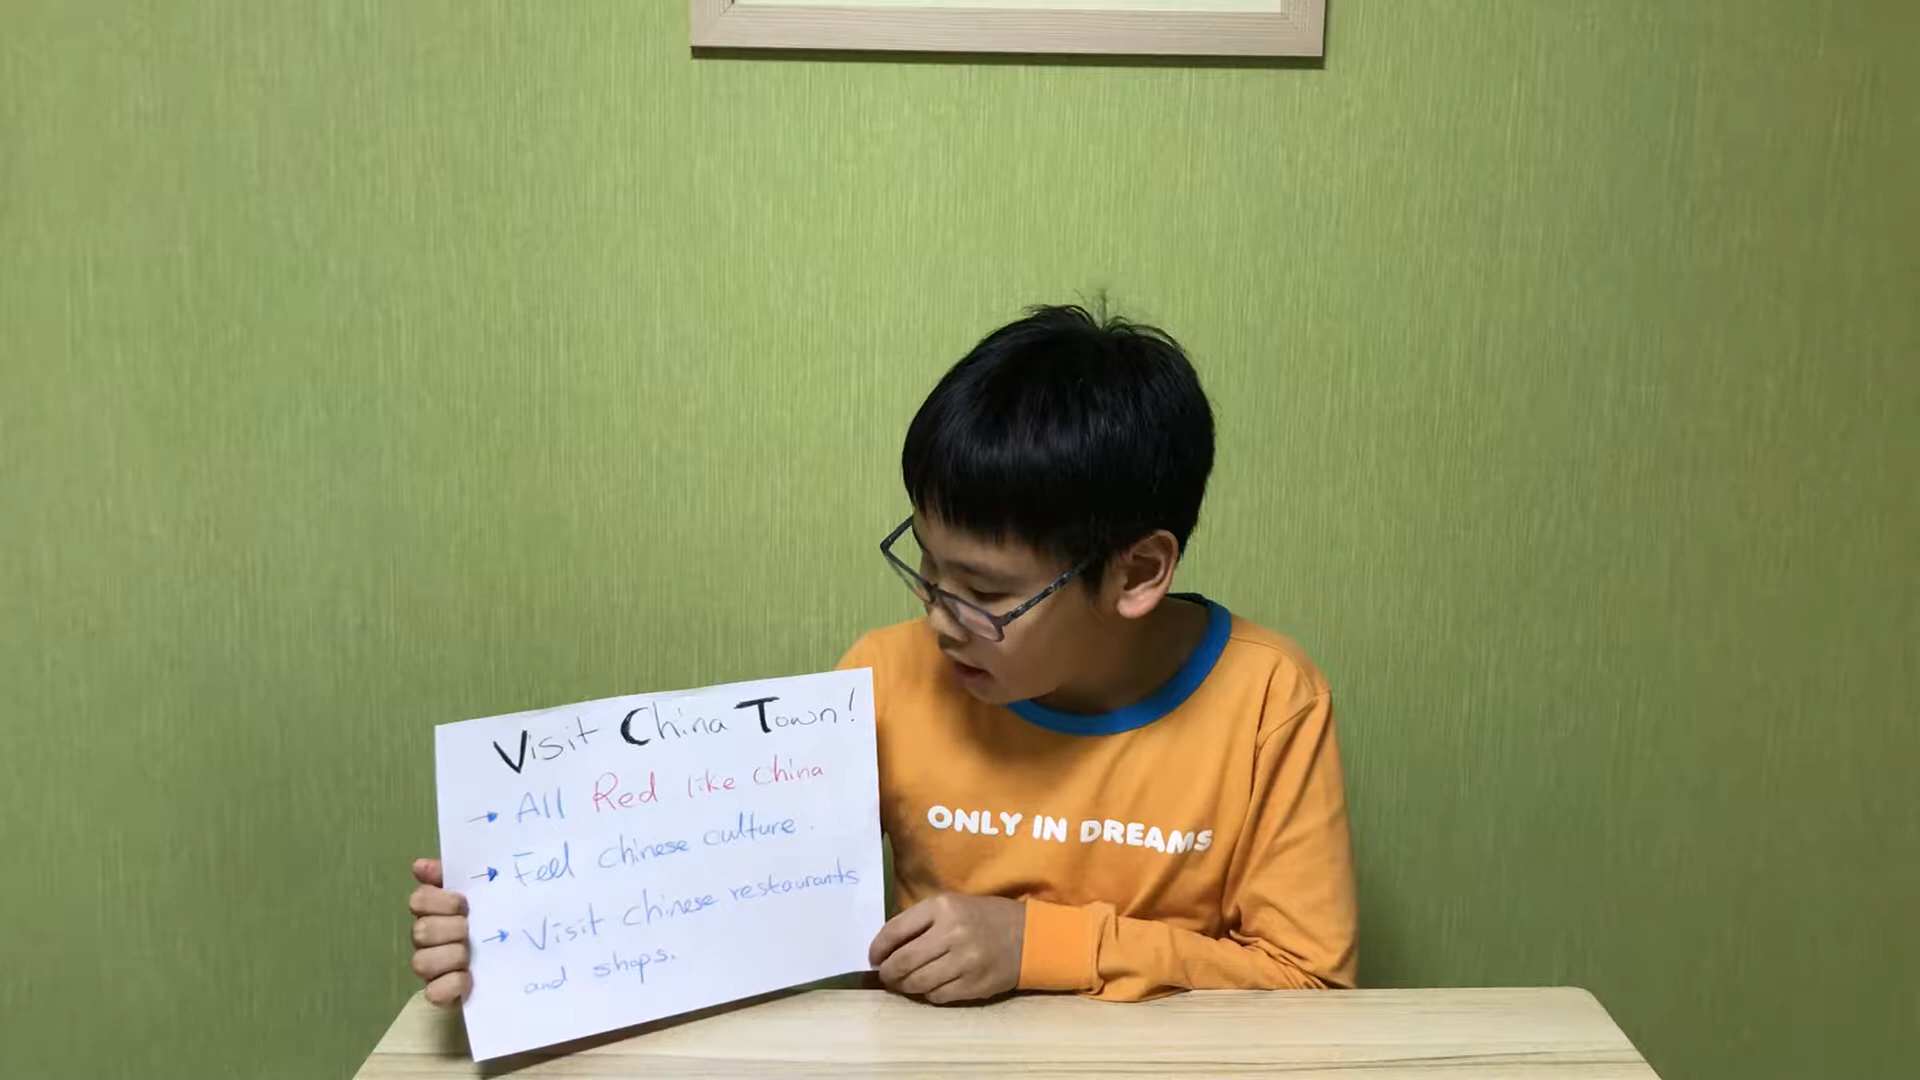 Visit China Town!
→ All Red like China
→ Feel Chinese culture.
→ Visit Chinese restaurants
and shops.
ONLY IN DREAMS